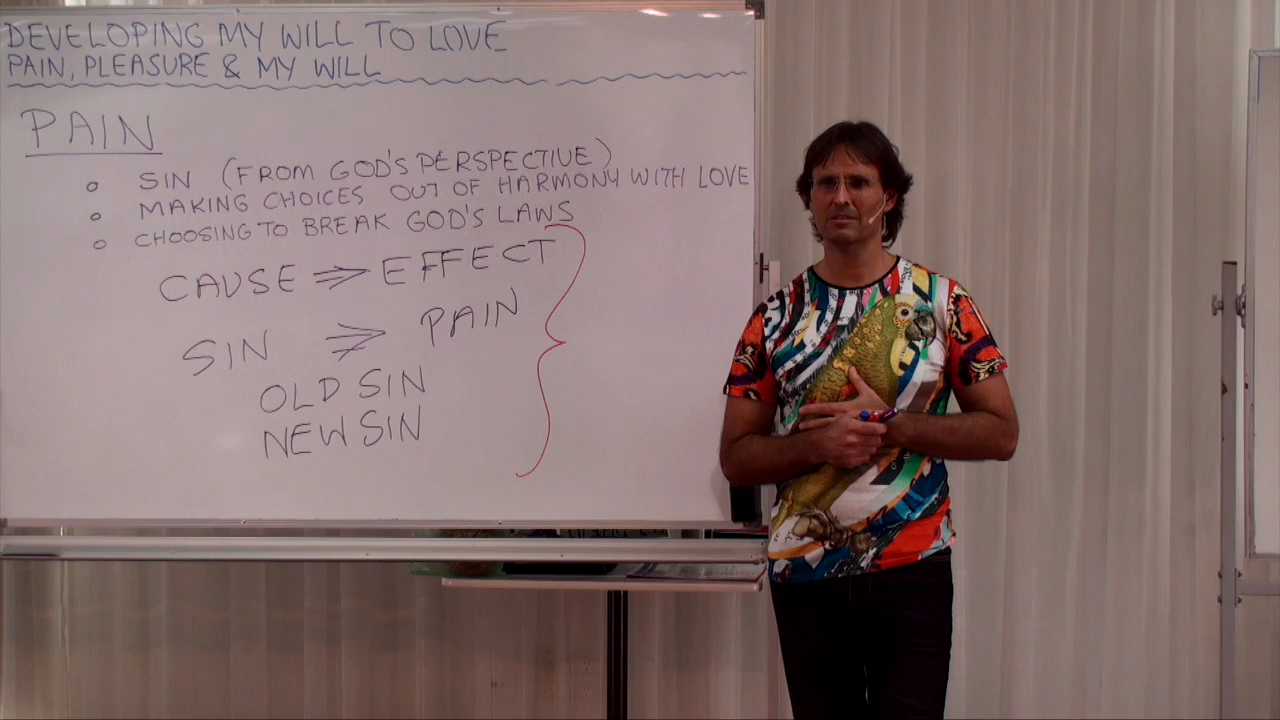 DEVELOPING MY WILL TO LOVE
PAIN, PLEASURE & MY WILL
PAIN
SIN (FROM GOD'S PERSPECTIVE)
MAKING CHOICES OUT OF HARMONY WITH LOVE
CHOOSING TO BREAK GOD'S LAWS
CAUSE ⇒ EFFECT
SIN ⇒ PAIN
OLD SIN
NEW SIN